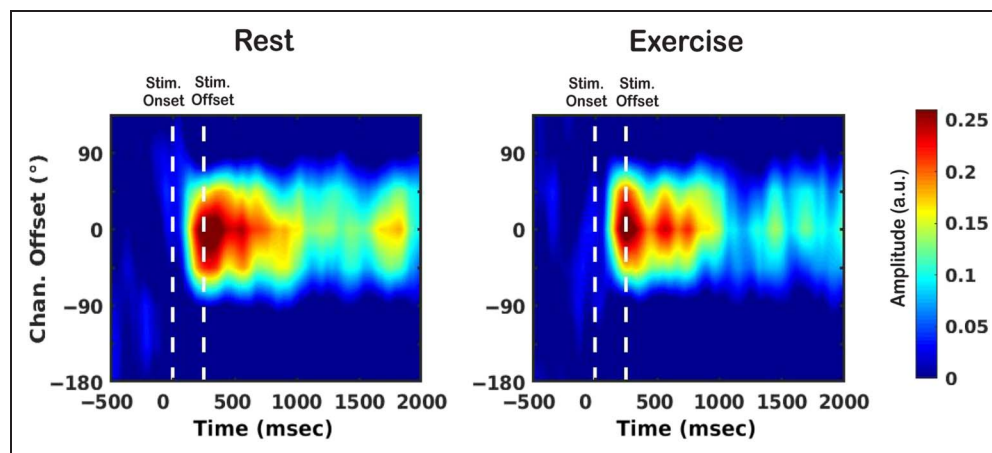 Rest
Exercise
Stim. Onset
Stim. Offset
Stim. Onset
Stim. Offset
Chan. Offset (°)
90
0
−90
−180
−500
0
500
1000
1500
2000
Time (msec)
90
0
−90
−180
−500
0
500
1000
1500
2000
Time (msec)
0.25
0.2
0.15
0.1
0.05
0
Amplitude (a.u.)